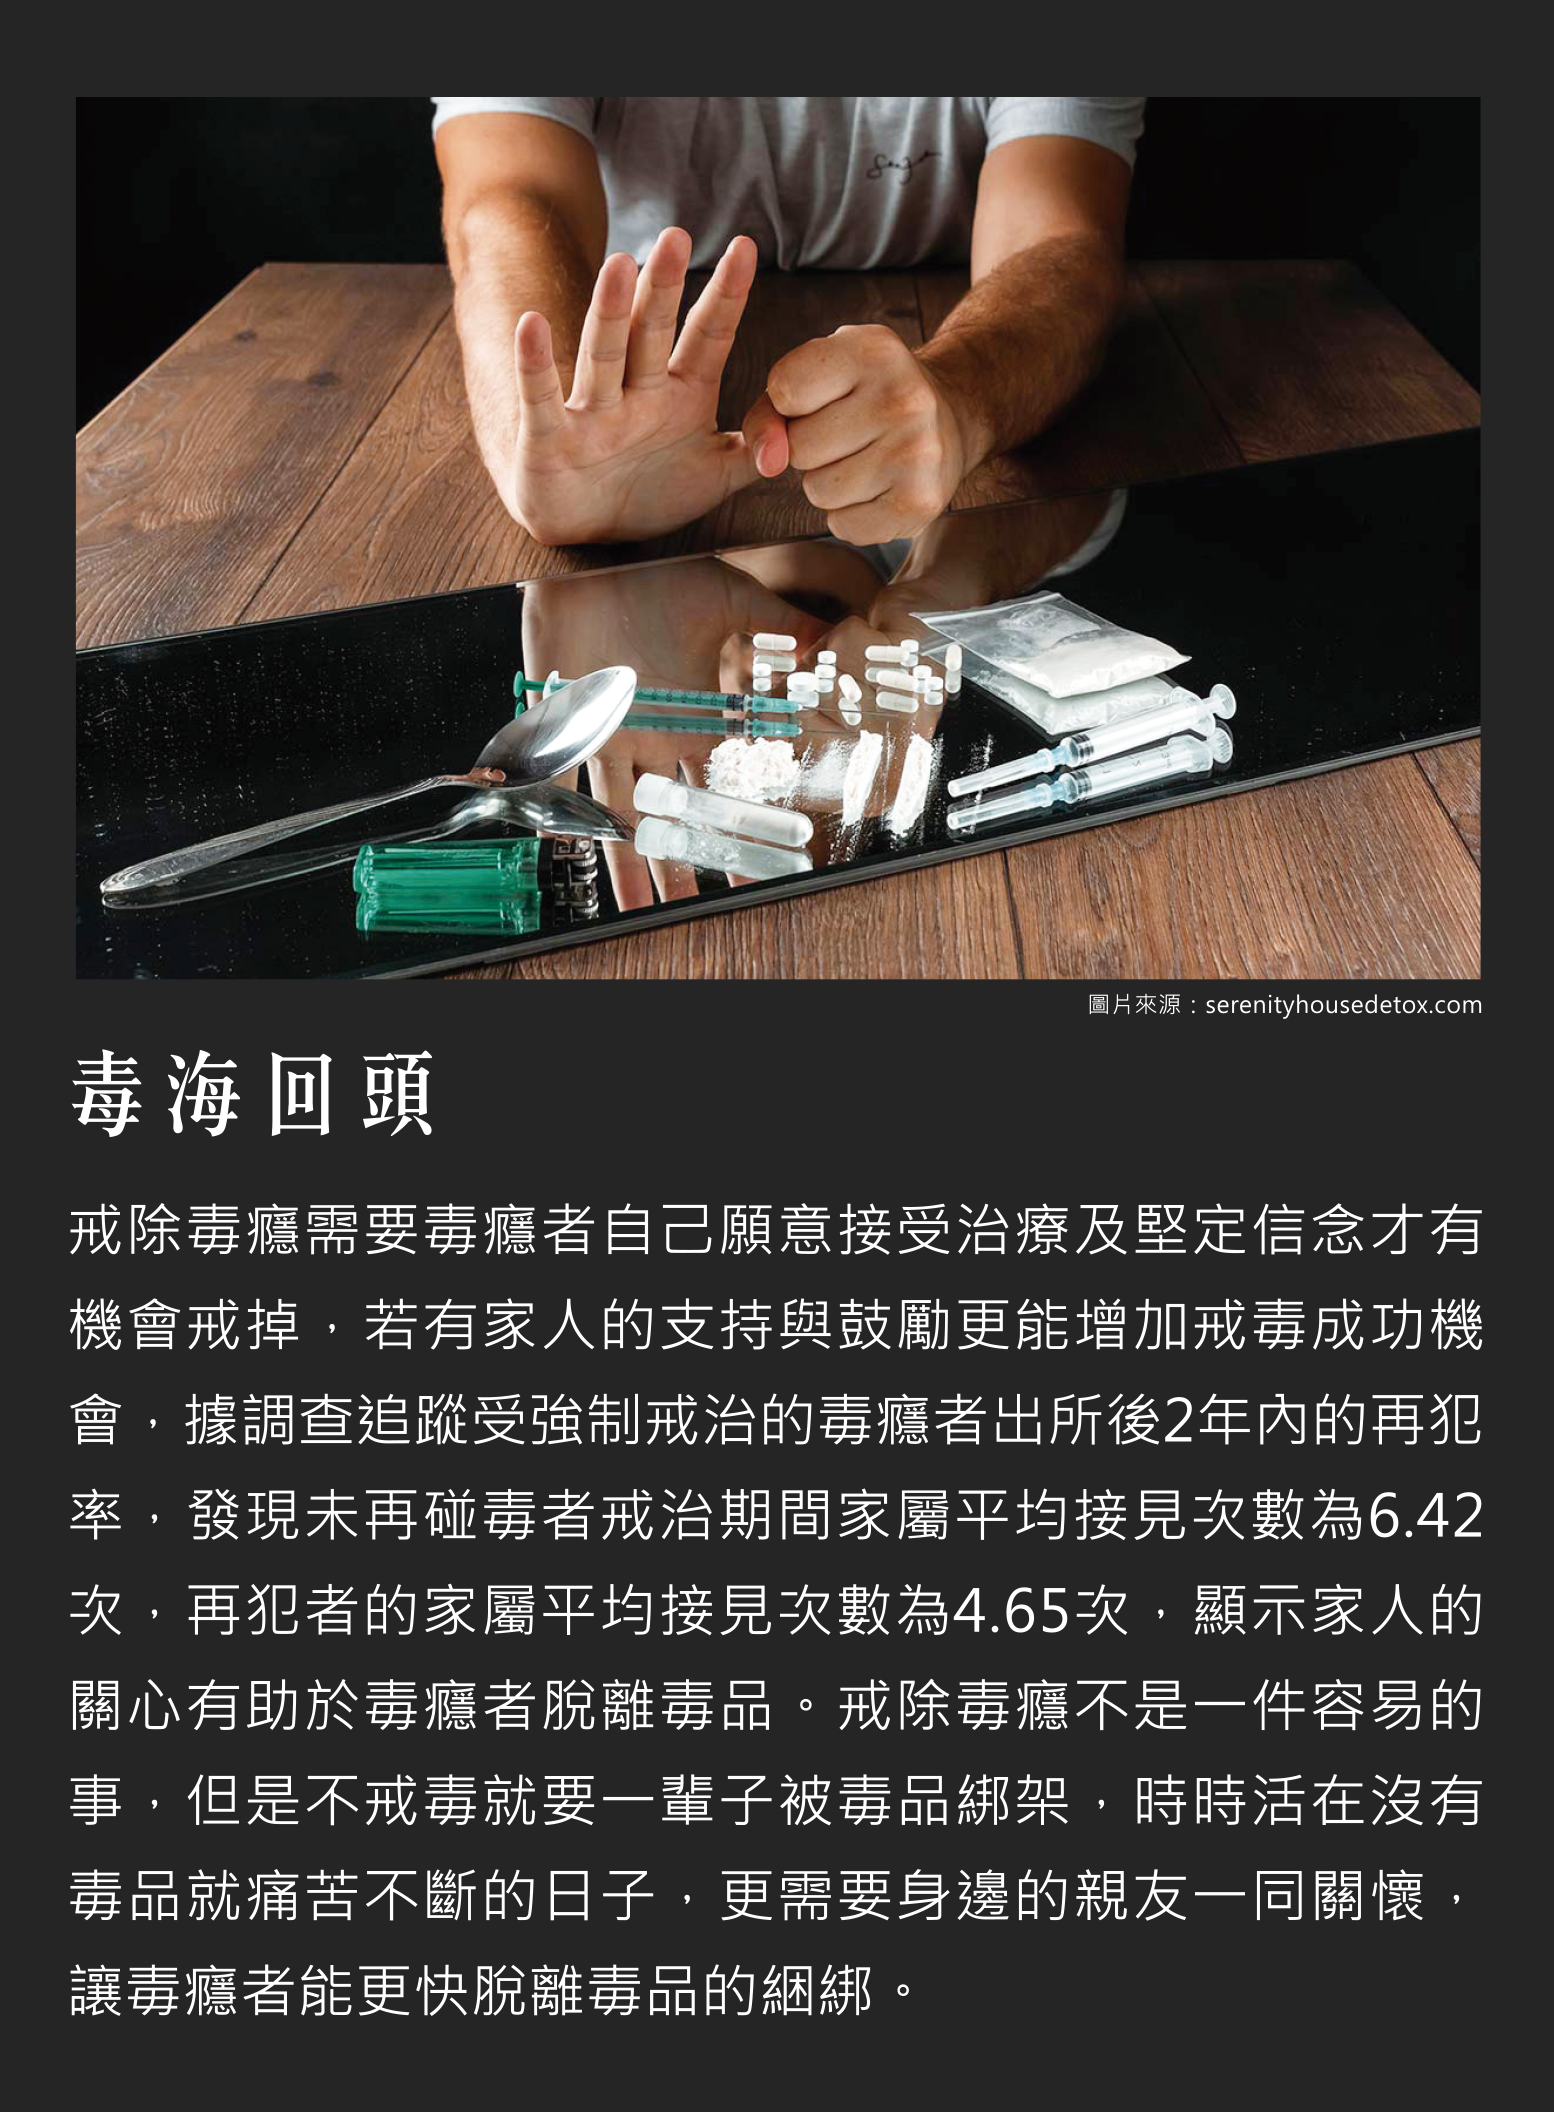 圖片來源：serenityhousedetox.com
毒海回頭
戒除毒癮需要毒癮者自己願意接受治療及堅定信念才有
機會戒掉，若有家人的支持與鼓勵更能增加戒毒成功機
會，據調查追蹤受強制戒治的毒癮者出所後2年內的再犯
率，發現未再碰毒者戒治期間家屬平均接見次數為6.42
次，再犯者的家屬平均接見次數為4.65次，顯示家人的
關心有助於毒癮者脫離毒品。戒除毒癮不是一件容易的
事，但是不戒毒就要一輩子被毒品綁架，時時活在沒有
毒品就痛苦不斷的日子，更需要身邊的親友一同關懷，
讓毒癮者能更快脫離毒品的綑綁。